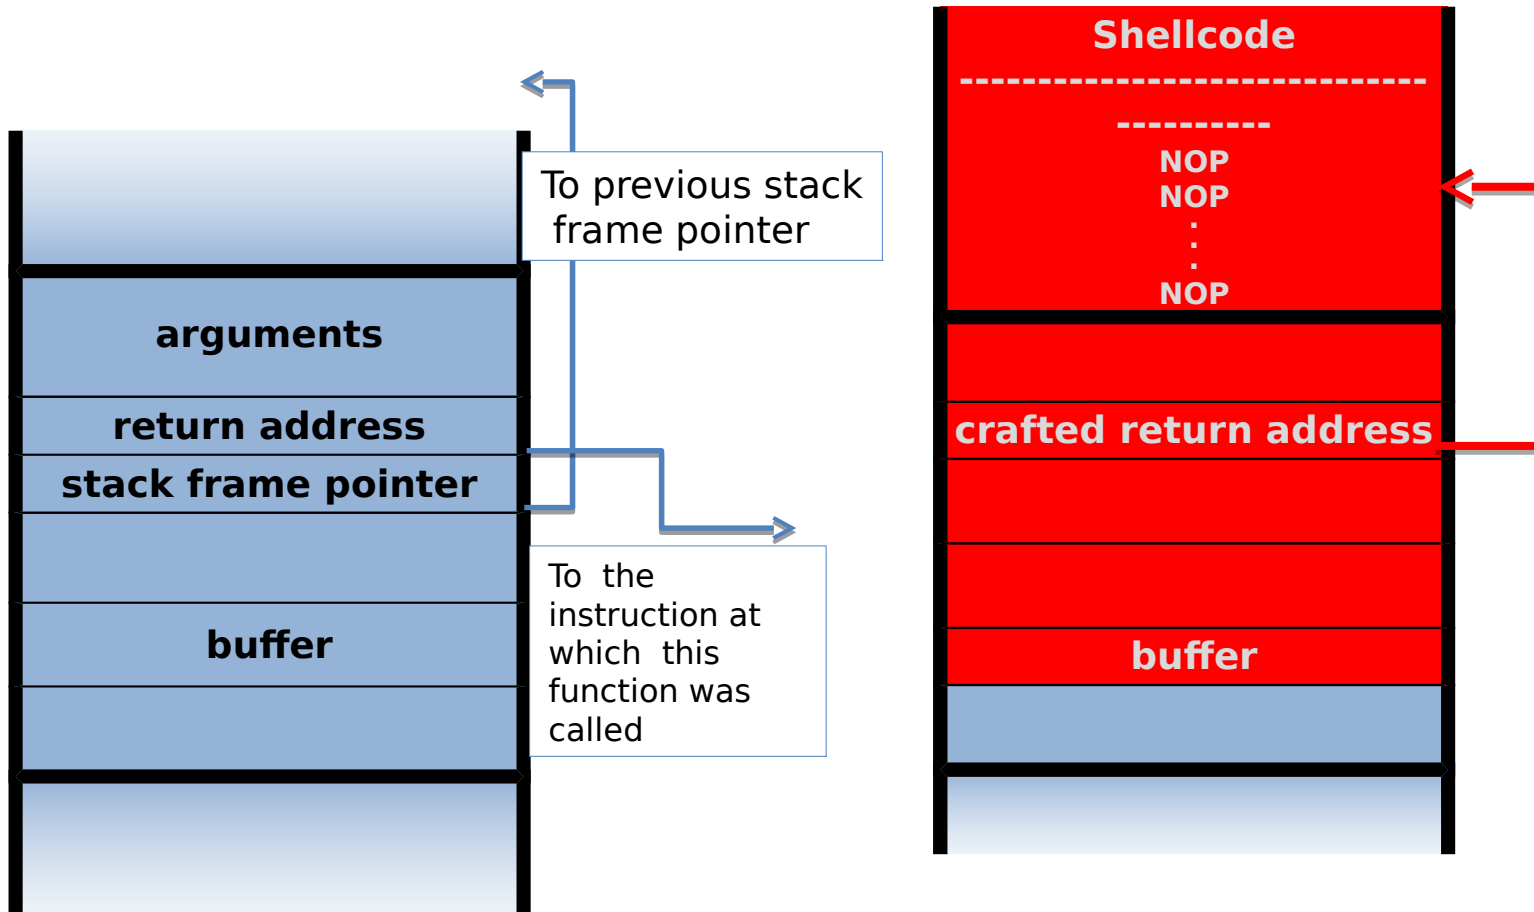 To previous stack
frame pointer
arguments
return address
stack frame pointer
buffer
To the
instruction at
which this
function was
called
Shellcode
------------------------------
----------
NOP
NOP
.
.
.
NOP
crafted return address
buffer